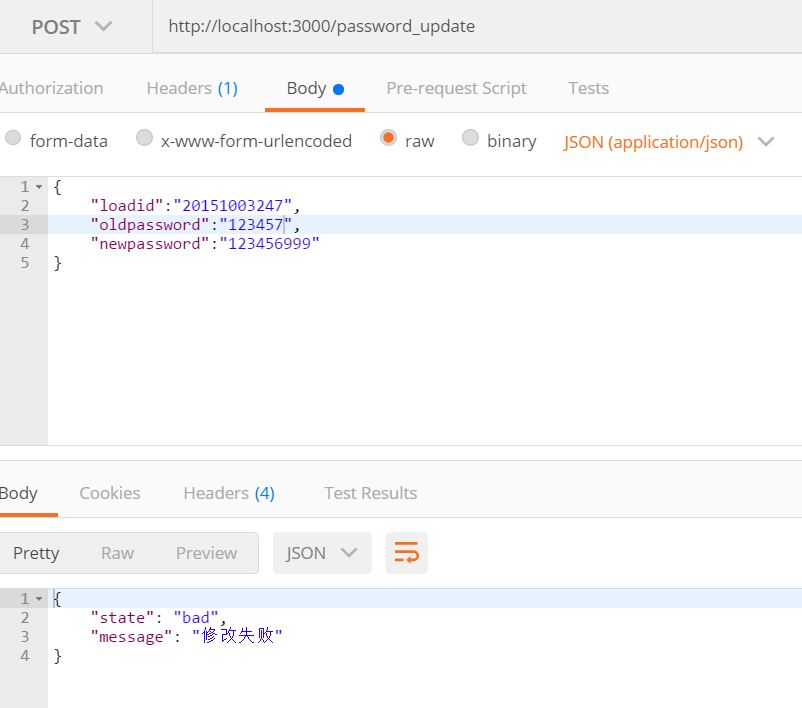 POST http://localhost:3000/password_update
Authorization Headers (1) Body Pre-request Script Tests
form-data x-www-form-urlencoded raw binary JSON (application/json)
1 {
2 "loadid":"20151003247",
3 "oldpassword":"123457",
4 "newpassword":"123456999"
5 }
Body Cookies Headers (4) Test Results
Pretty Raw Preview JSON
1 {
2 "state": "bad",
3 "message": "修改失败"
4 }